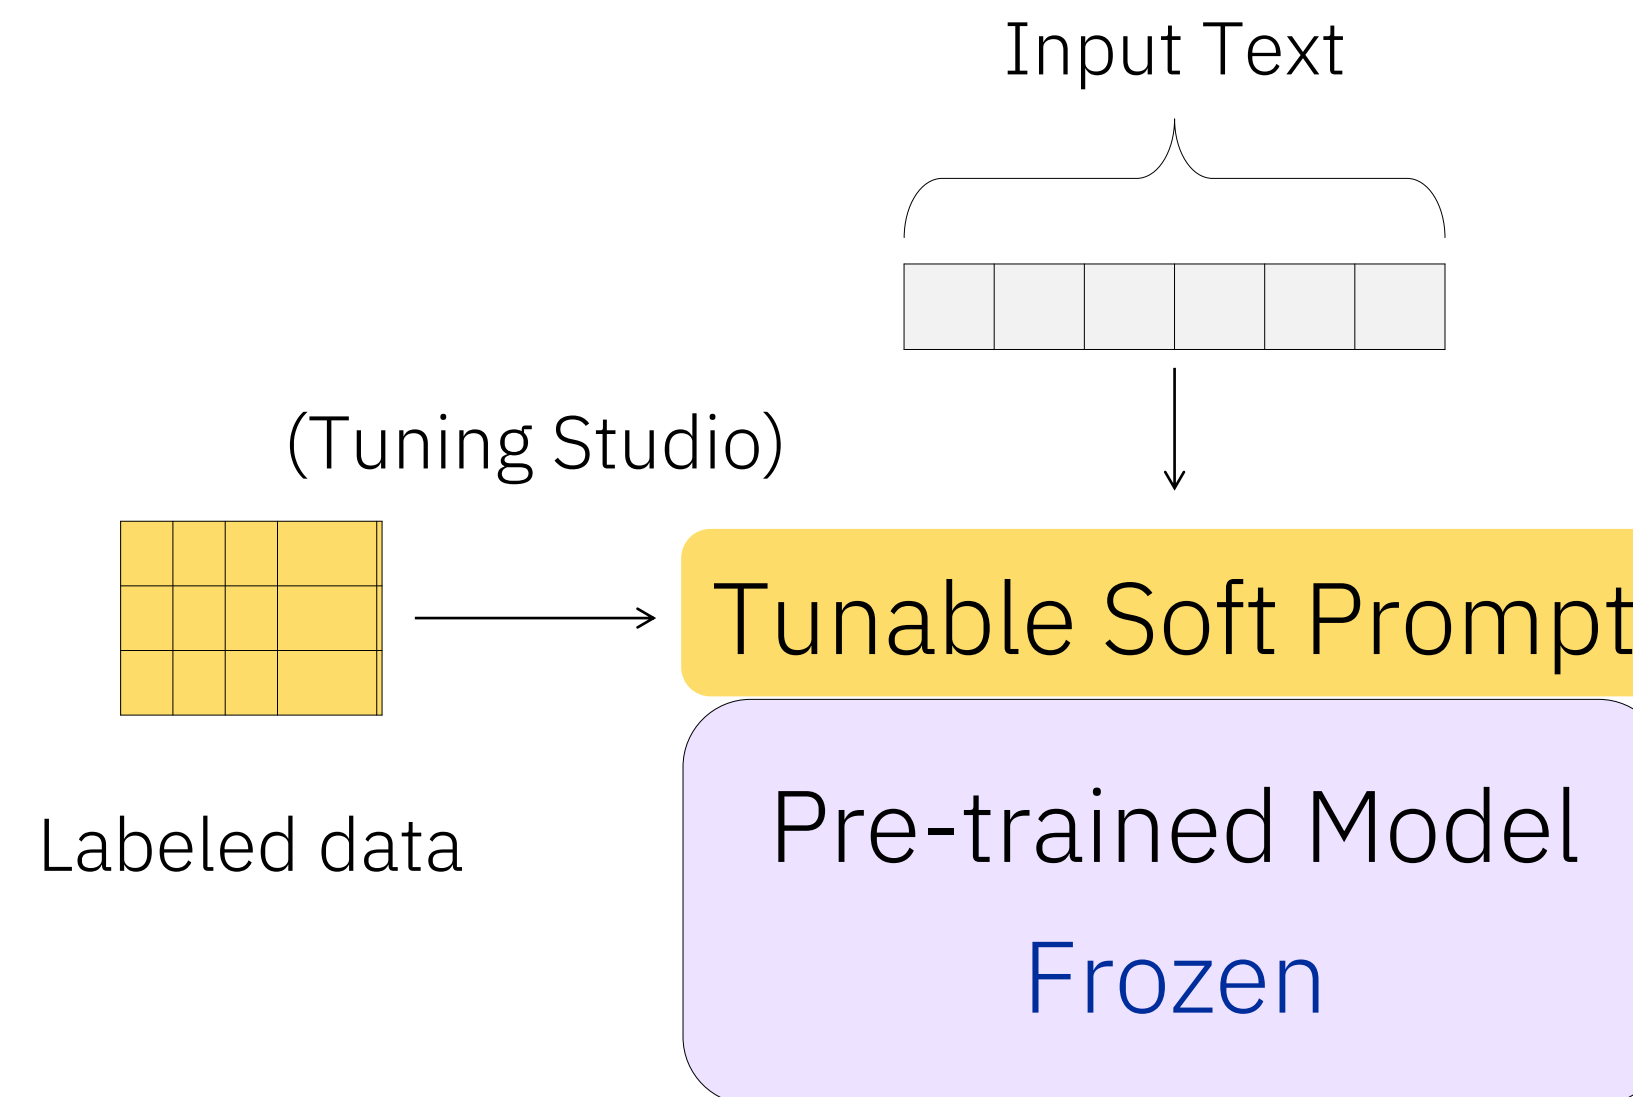 Input Text
(Tuning Studio)
Tunable Soft Prompt
Labeled data
Pre-trained Model
Frozen